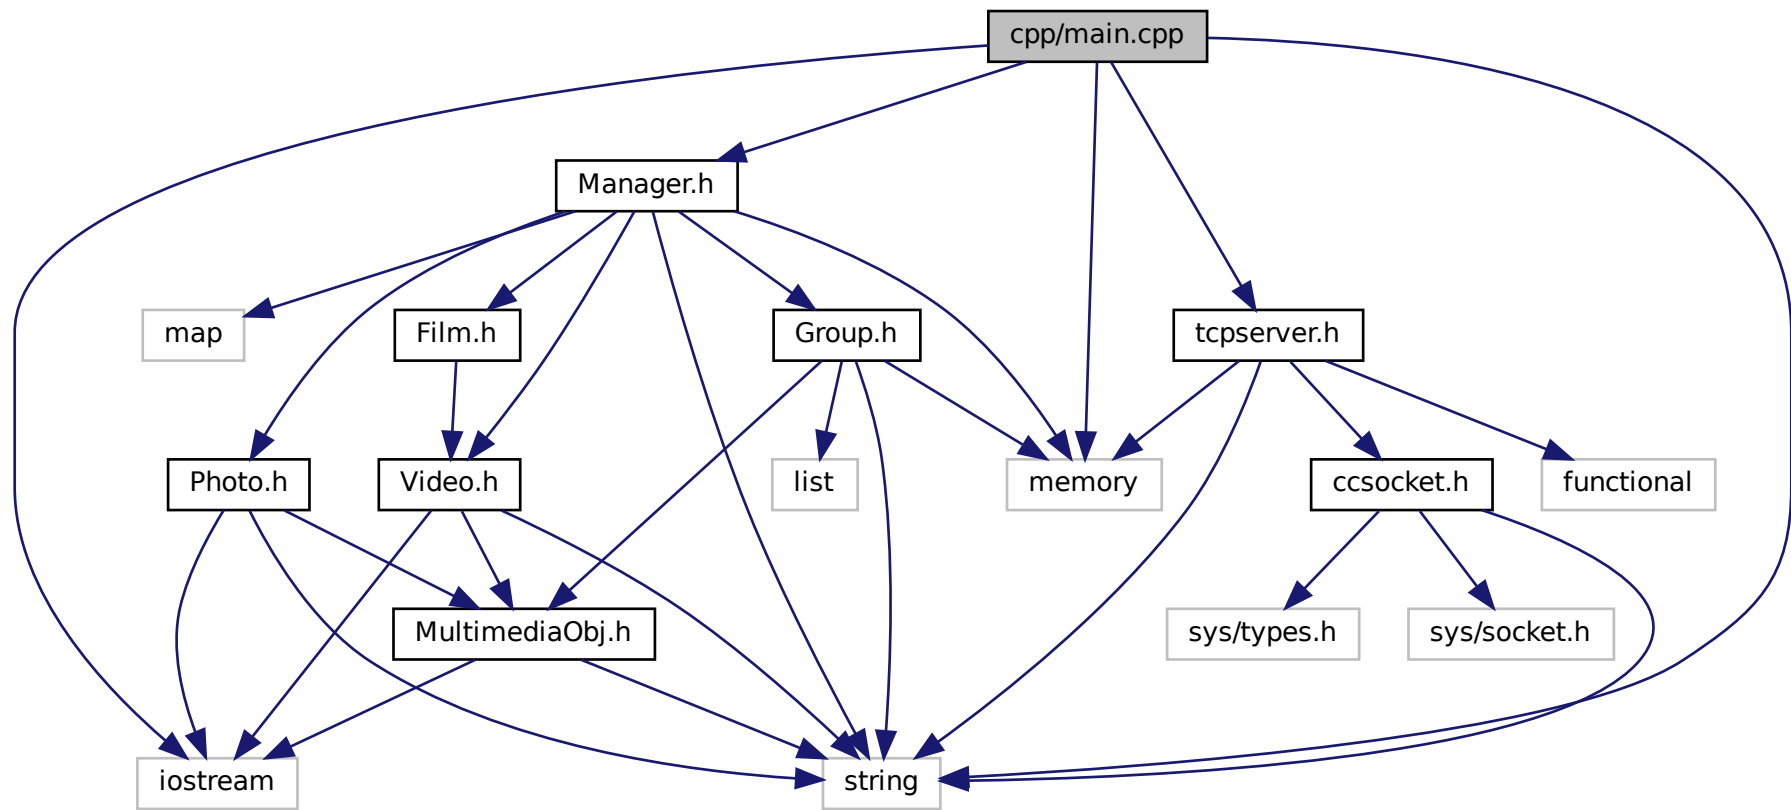 cpp/main.cpp
Manager.h
map
Film.h
Group.h
tcpserver.h
Photo.h
Video.h
list
memory
ccsocket.h
functional
MultimediaObj.h
sys/types.h
sys/socket.h
iostream
string